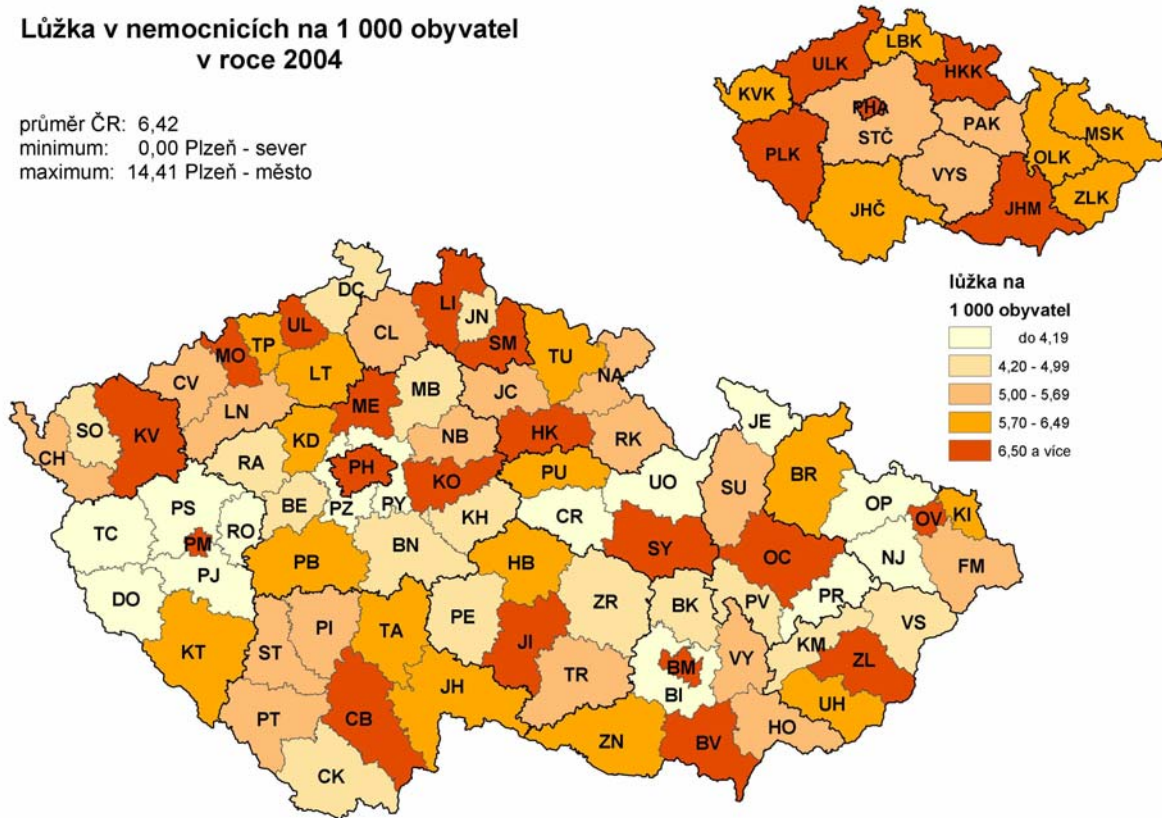 Lůžka v nemocnicích na 1 000 obyvatel
v roce 2004
průměr ČR: 6,42
minimum: 0,00 Plzeň - sever
maximum: 14,41 Plzeň - město
LBK
ULK
HKK
KVK
PHA
STČ
PAK
MSK
PLK
OLK
VYS
ZLK
JHČ
JHM
lůžka na
1 000 obyvatel
do 4,19
4,20 - 4,99
5,00 - 5,69
5,70 - 6,49
6,50 a více
DC
LI
JN
UL
CL
SM
TP
MO
TU
LT
NA
CV
MB
JC
ME
LN
SO
KV
NB
HK
RK
JE
KD
CH
RA
PH
KO
PU
BR
UO
SU
PS
BE
PZ
PY
OP
TC
RO
CR
KH
OV
KI
PM
BN
SY
OC
NJ
PB
HB
FM
PJ
DO
PR
ZR
BK
PV
PE
VS
TA
PI
JI
KM
KT
ST
VY
ZL
BM
TR
BI
JH
UH
PT
CB
HO
ZN
BV
CK